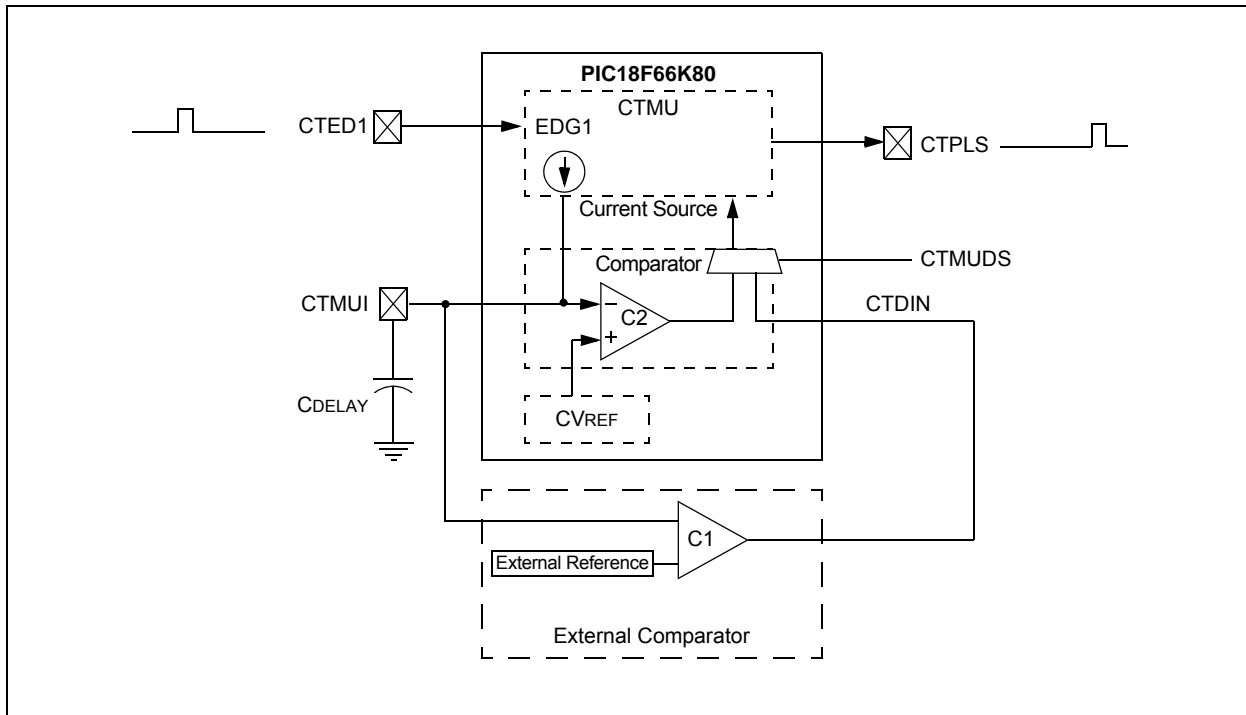 PIC18F66K80
CTMU
CTED1
EDG1
CTPLS
Current Source
Comparator
CTMUDS
CTMUI
CTDIN
−
C2
+
CDELAY
CVREF
C1
External Reference
External Comparator